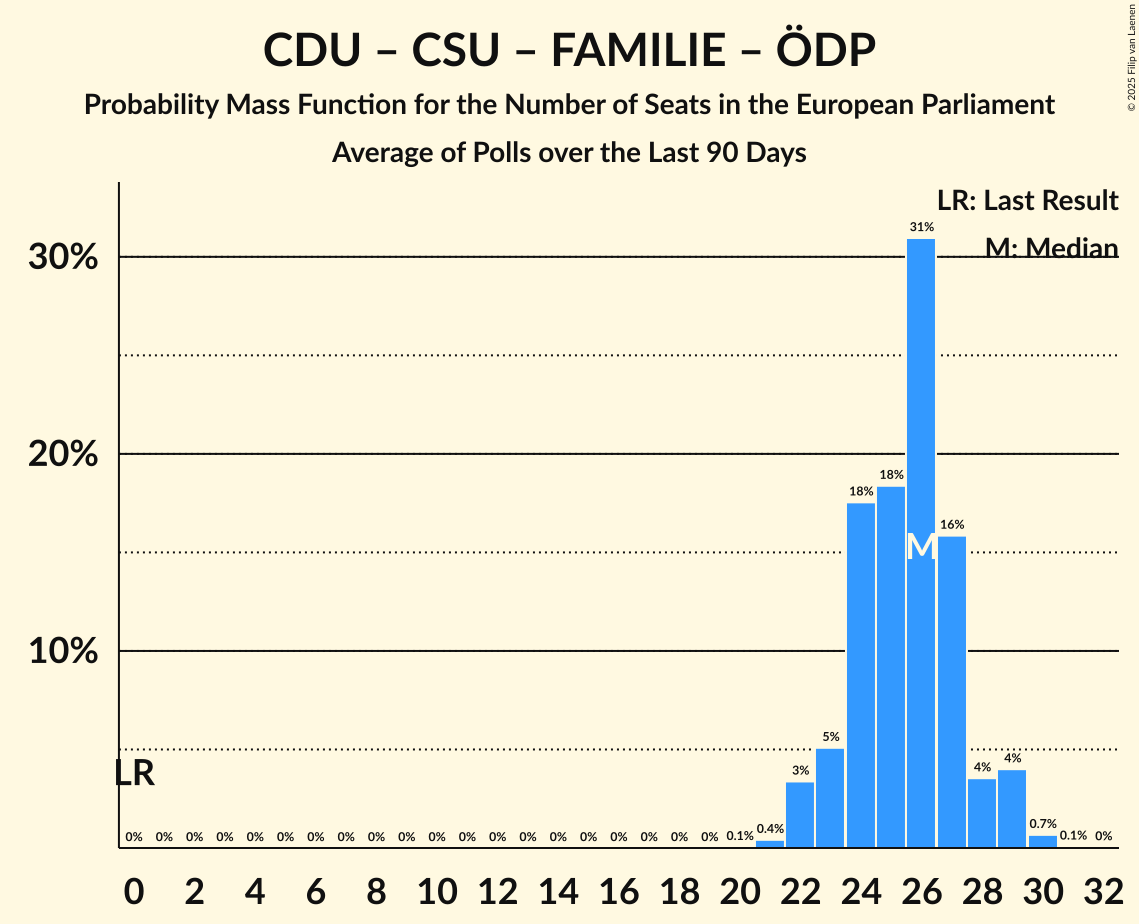 CDU – CSU – FAMILIE – ÖDP
Probability Mass Function for the Number of Seats in the European Parliament
Average of Polls over the Last 90 Days
© 2025 Filip van Laenen
LR: Last Result
M: Median
30%
20%
10%
31%
18%
18%
16%
M
5%
3%
4%
4%
LR
0% 0% 0% 0% 0% 0% 0% 0% 0% 0% 0% 0% 0% 0% 0% 0% 0% 0% 0% 0% 0.1% 0.4% 0.7% 0.1% 0%
0 2 4 6 8 10 12 14 16 18 20 22 24 26 28 30 32